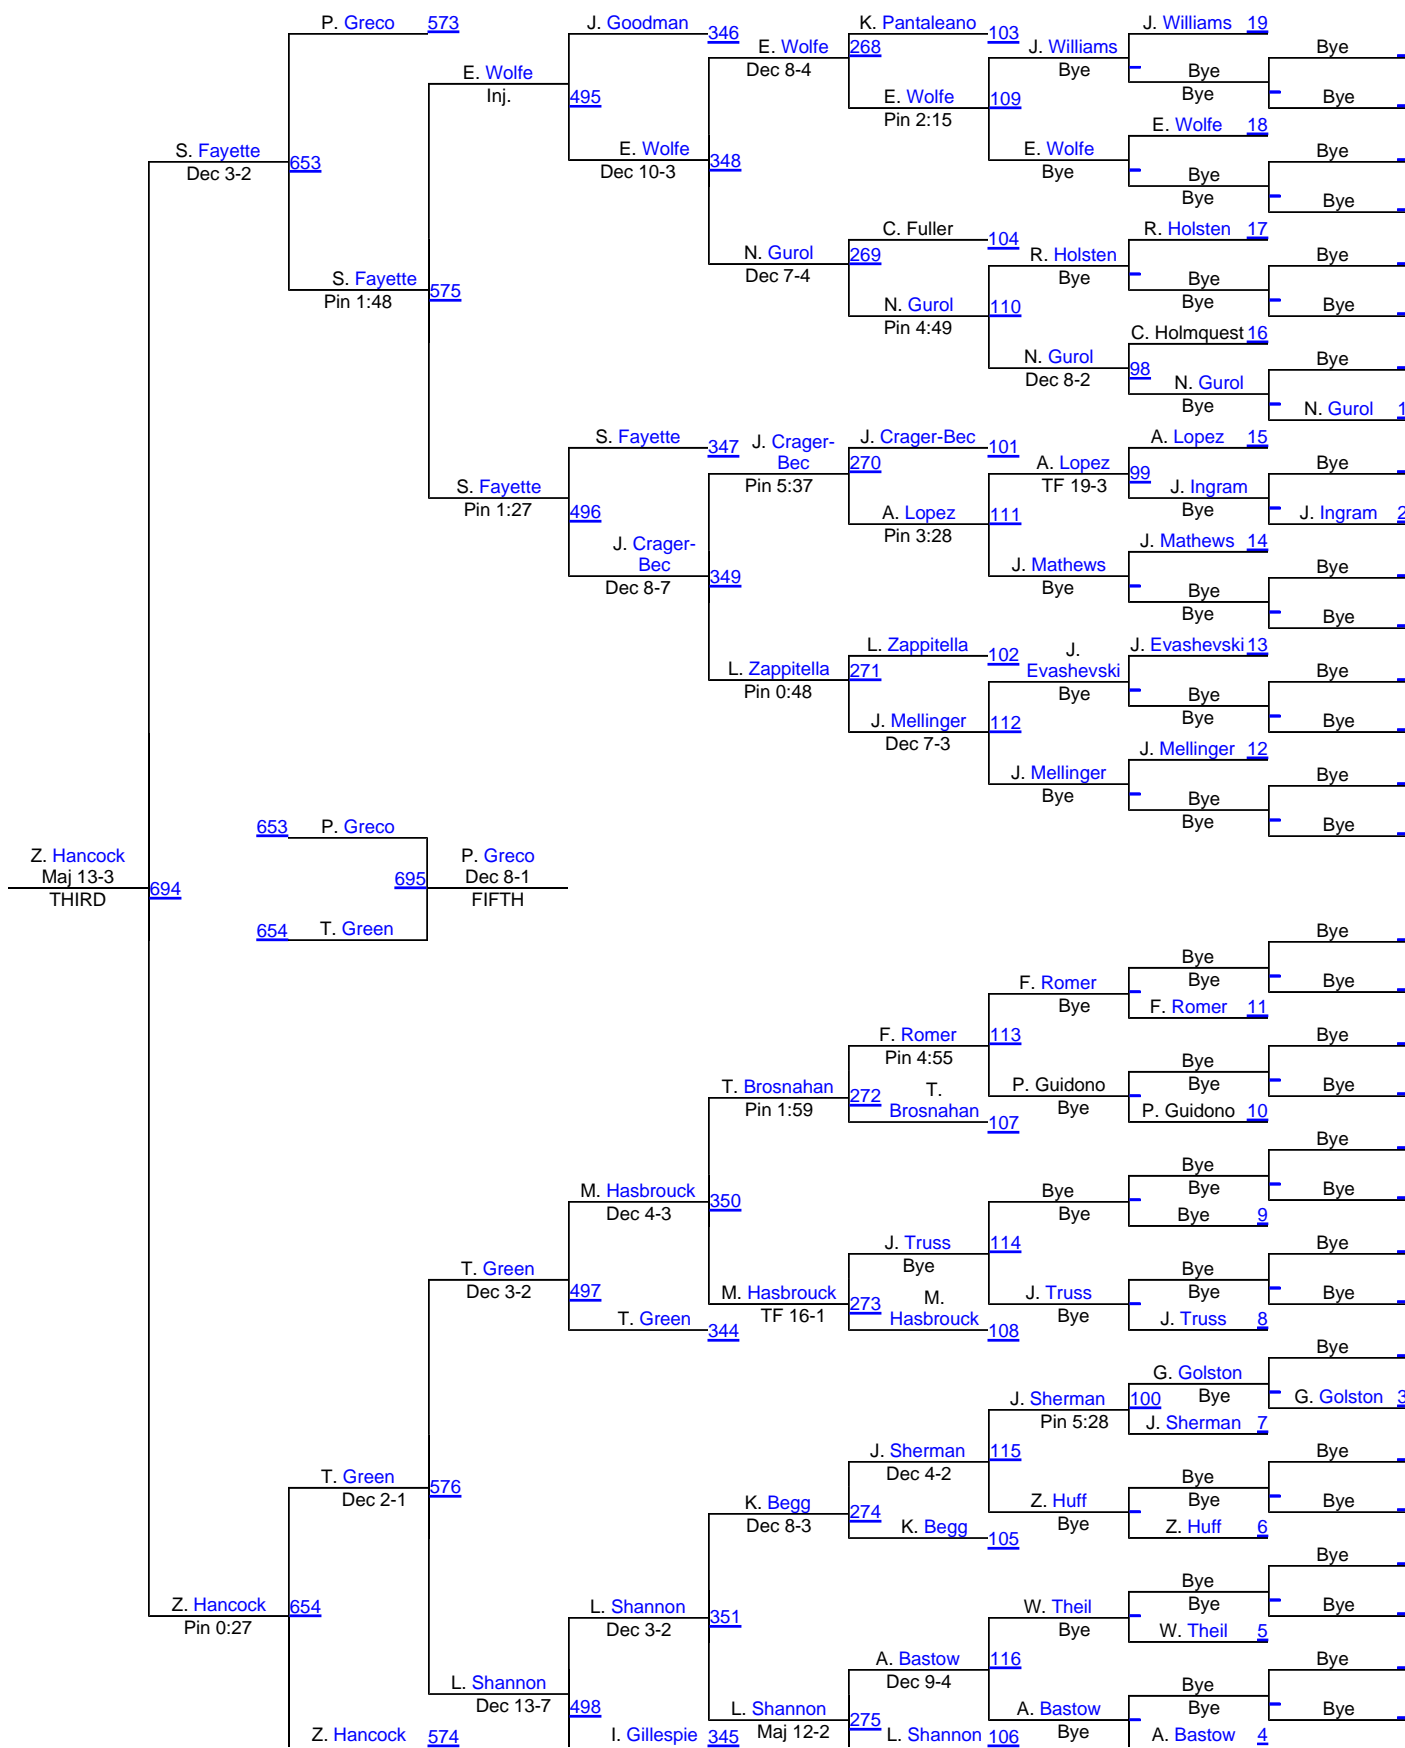 P. Greco 573
J. Goodman 346
K. Pantaleano 103
J. Williams 19
E. Wolfe 268
Dec 8-4
J. Williams
Bye
Bye
E. Wolfe
Inj.
495
Bye
Bye
E. Wolfe 109
Pin 2:15
Bye
E. Wolfe 18
S. Fayette 653
Dec 3-2
E. Wolfe 348
Dec 10-3
E. Wolfe
Bye
Bye
Bye
Bye
Bye
C. Fuller 104
R. Holsten 17
N. Gurol 269
Dec 7-4
R. Holsten
Bye
Bye
S. Fayette 575
Pin 1:48
Bye
Bye
N. Gurol 110
Pin 4:49
Bye
C. Holmquest 16
N. Gurol 98
Dec 8-2
Bye
N. Gurol
Bye
N. Gurol 1
S. Fayette 347
J. Crager-
Bec
Pin 5:37
270
J. Crager-Bec 101
A. Lopez 15
A. Lopez 99
TF 19-3
Bye
S. Fayette 496
Pin 1:27
J. Ingram
Bye
A. Lopez 111
Pin 3:28
J. Ingram 2
J. Crager-
Bec
Dec 8-7
349
J. Mathews 14
J. Mathews
Bye
Bye
Bye
Bye
Bye
L. Zappitella 102
J.
Evashevski
Bye
J. Evashevski 13
L. Zappitella 271
Pin 0:48
Bye
Bye
Bye
J. Mellinger 112
Dec 7-3
Bye
J. Mellinger 12
J. Mellinger
Bye
Bye
Bye
Bye
Bye
653 P. Greco
Z. Hancock
Maj 13-3
THIRD
694
695
P. Greco
Dec 8-1
FIFTH
654 T. Green
Bye
Bye
Bye
Bye
F. Romer
Bye
F. Romer 11
F. Romer 113
Pin 4:55
Bye
Bye
Bye
Bye
T. Brosnahan 272
Pin 1:59
T.
Brosnahan 107
P. Guidono
Bye
P. Guidono 10
Bye
Bye
Bye
Bye
M. Hasbrouck 350
Dec 4-3
Bye
Bye
Bye 9
J. Truss 114
Bye
Bye
T. Green 497
Dec 3-2
Bye
Bye
Bye
M. Hasbrouck 273
TF 16-1
M.
Hasbrouck 108
J. Truss
Bye
J. Truss 8
T. Green 344
Bye
G. Golston
Bye
G. Golston 3
J. Sherman 100
Pin 5:28
J. Sherman 7
J. Sherman 115
Dec 4-2
Bye
T. Green 576
Dec 2-1
Bye
Bye
Bye
K. Begg 274
Dec 8-3
K. Begg 105
Z. Huff
Bye
Z. Huff 6
Bye
Bye
Bye
Bye
Z. Hancock 654
Pin 0:27
L. Shannon 351
Dec 3-2
W. Theil
Bye
W. Theil 5
A. Bastow 116
Dec 9-4
Bye
L. Shannon 498
Dec 13-7
Bye
Bye
Bye
L. Shannon 275
Maj 12-2
A. Bastow
Bye
Z. Hancock 574
I. Gillespie 345
L. Shannon 106
A. Bastow 4